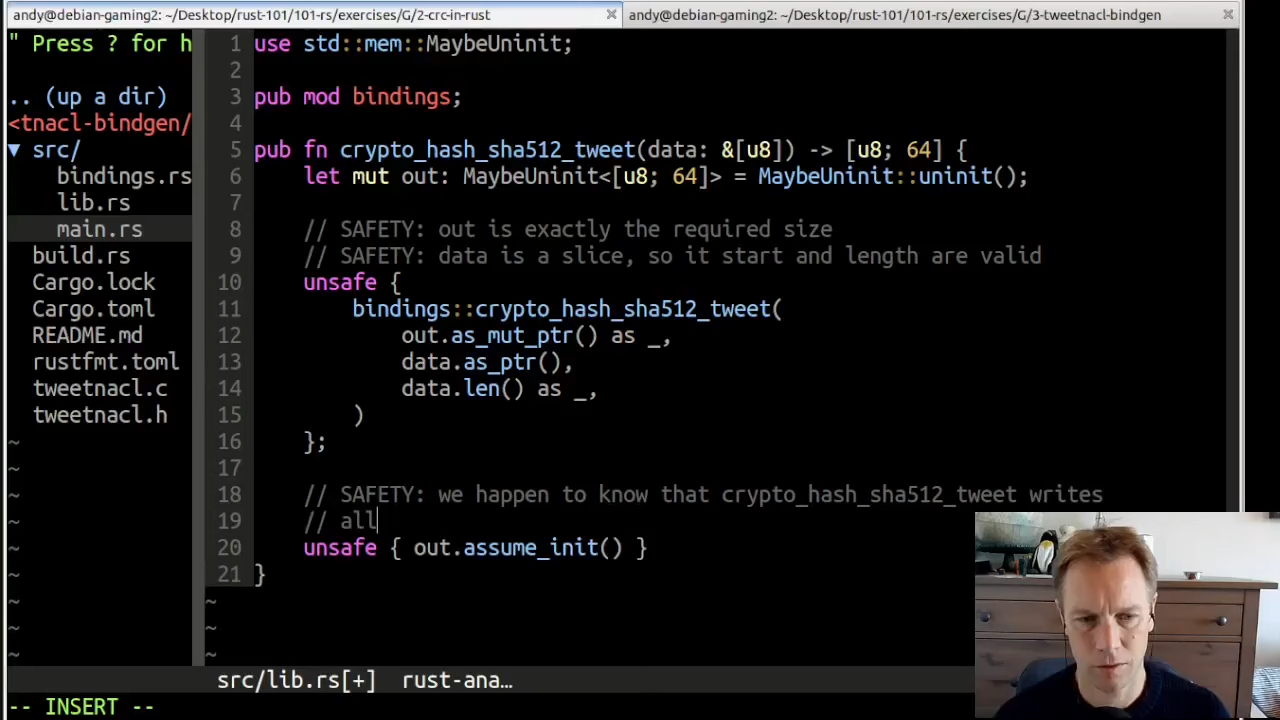 andy@debian-gaming2: ~/Desktop/rust-101/101-rs/exercises/G/2-crc-in-rust
andy@debian-gaming2: ~/Desktop/rust-101/101-rs/exercises/G/3-tweetnacl-bindgen
" Press ? for h
.. (up a dir)
<tnacl-bindgen/
▼ src/
bindings.rs
lib.rs
main.rs
build.rs
Cargo.lock
Cargo.toml
README.md
rustfmt.toml
tweetnacl.c
tweetnacl.h
~
~
~
~
~
~
~
~
~
1 use std::mem::MaybeUninit;
2
3 pub mod bindings;
4
5 pub fn crypto_hash_sha512_tweet(data: &[u8]) -> [u8; 64] {
6     let mut out: MaybeUninit<[u8; 64]> = MaybeUninit::uninit();
7
8     // SAFETY: out is exactly the required size
9     // SAFETY: data is a slice, so it start and length are valid
10     unsafe {
11         bindings::crypto_hash_sha512_tweet(
12             out.as_mut_ptr() as _,
13             data.as_ptr(),
14             data.len() as _,
15         )
16     };
17
18     // SAFETY: we happen to know that crypto_hash_sha512_tweet writes
19     // all
20     unsafe { out.assume_init() }
21 }
~
~
~
src/lib.rs[+] rust-ana…
-- INSERT --